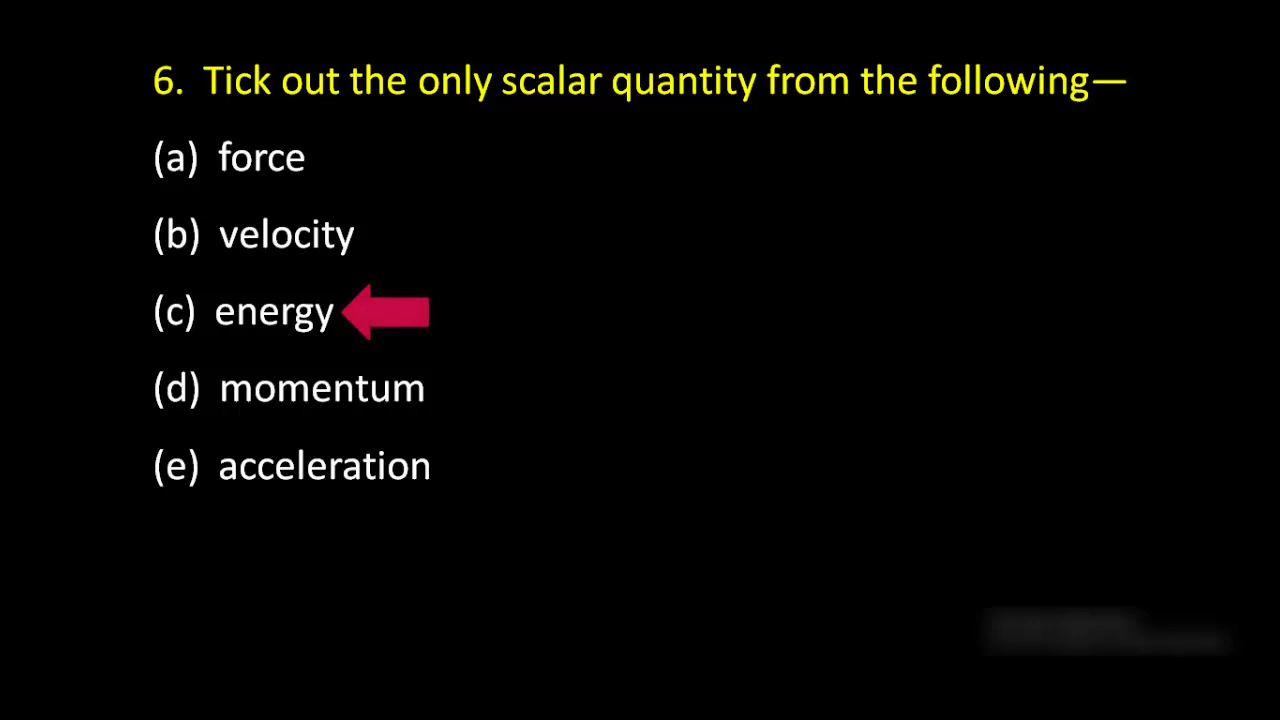 6. Tick out the only scalar quantity from the following—
(a) force
(b) velocity
(c) energy
(d) momentum
(e) acceleration